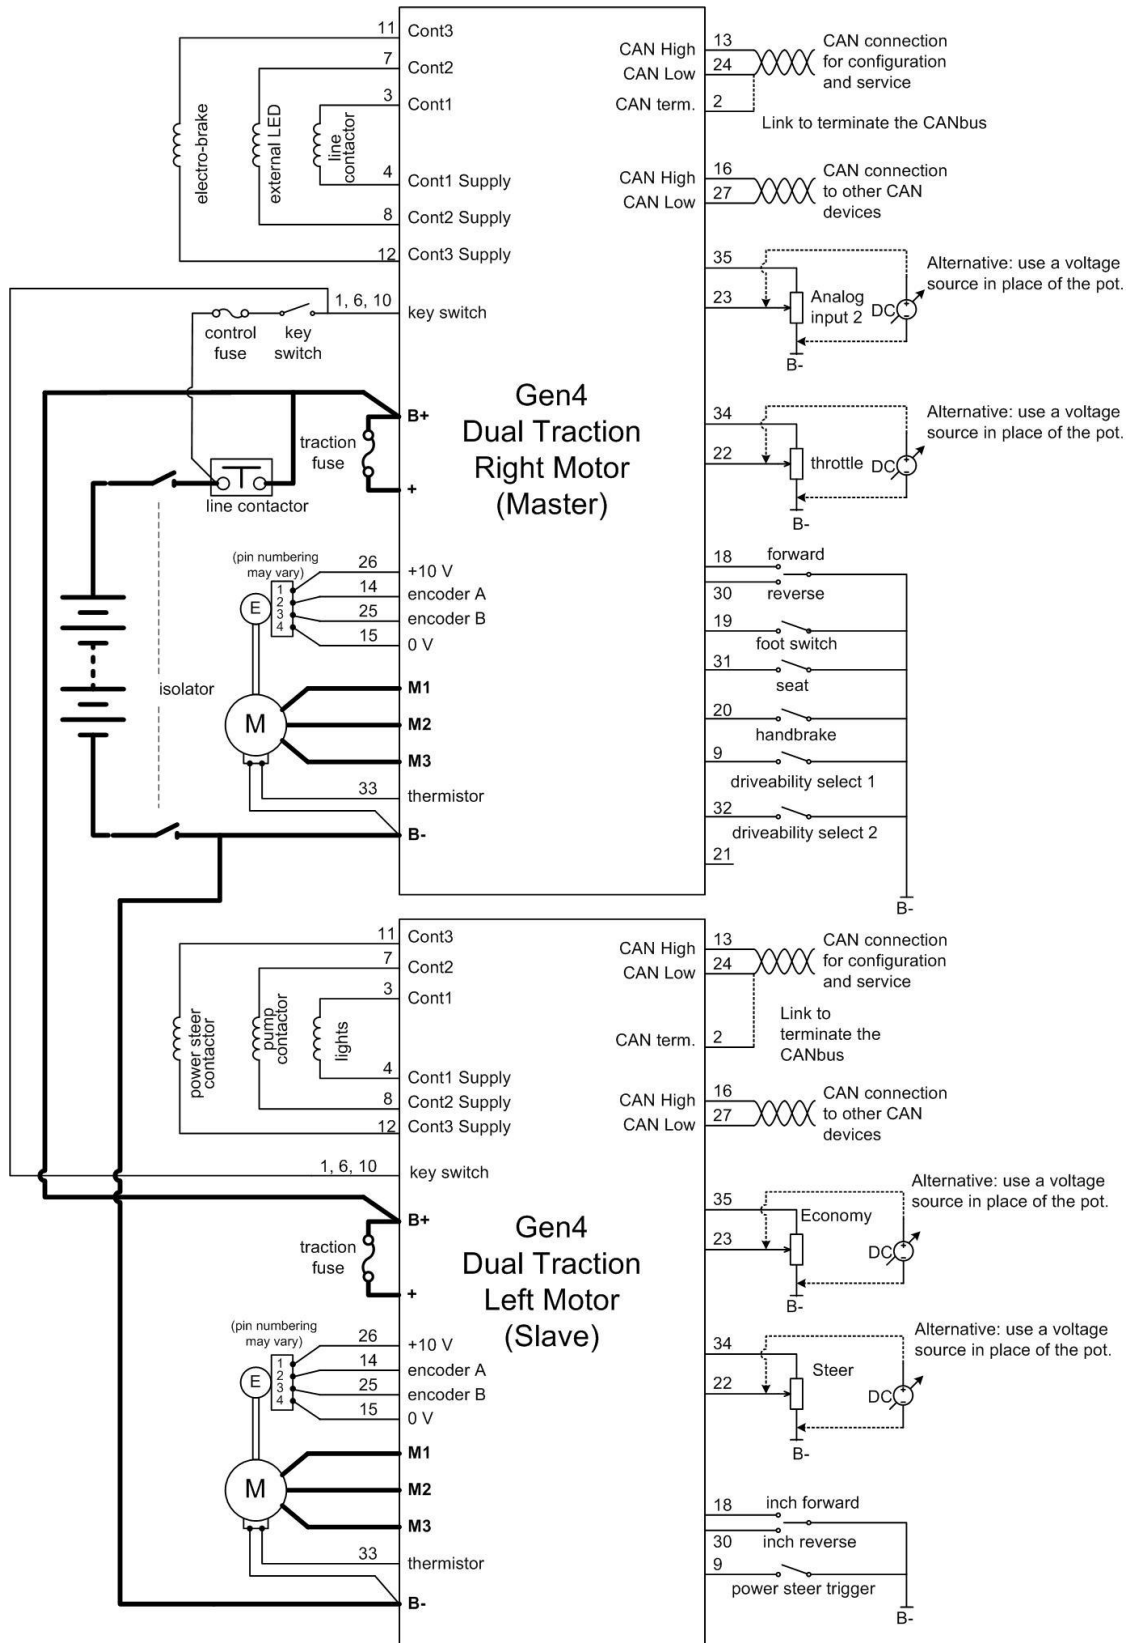 11
Cont3
7
Cont2
3
Cont1
4
Cont1 Supply
8
Cont2 Supply
12
Cont3 Supply
electro-brake
external LED
line
contactor
1, 6, 10
key switch
control
fuse
key
switch
B+
traction
fuse
+
line contactor
(pin numbering
may vary)
1
2
3
4
E
26
+10 V
14
encoder A
25
encoder B
15
0 V
isolator
M
M1
M2
M3
33
thermistor
B-
Gen4
Dual Traction
Right Motor
(Master)
CAN High
13
CAN Low
24
CAN term.
2
CAN connection
for configuration
and service
Link to terminate the CANbus
CAN High
16
CAN Low
27
CAN connection
to other CAN
devices
35
23
Analog
input 2
DC
B-
Alternative: use a voltage
source in place of the pot.
34
22
throttle
DC
B-
Alternative: use a voltage
source in place of the pot.
18
forward
30
reverse
19
foot switch
31
seat
20
handbrake
9
driveability select 1
32
driveability select 2
21
B-
11
Cont3
7
Cont2
3
Cont1
4
Cont1 Supply
8
Cont2 Supply
12
Cont3 Supply
power steer
contactor
pump
contactor
lights
1, 6, 10
key switch
B+
traction
fuse
+
(pin numbering
may vary)
1
2
3
4
E
26
+10 V
14
encoder A
25
encoder B
15
0 V
M
M1
M2
M3
33
thermistor
B-
Gen4
Dual Traction
Left Motor
(Slave)
CAN High
13
CAN Low
24
CAN term.
2
CAN connection
for configuration
and service
Link to
terminate the
CANbus
CAN High
16
CAN Low
27
CAN connection
to other CAN
devices
35
23
Economy
DC
B-
Alternative: use a voltage
source in place of the pot.
34
22
Steer
DC
B-
Alternative: use a voltage
source in place of the pot.
18
inch forward
30
inch reverse
9
power steer trigger
B-